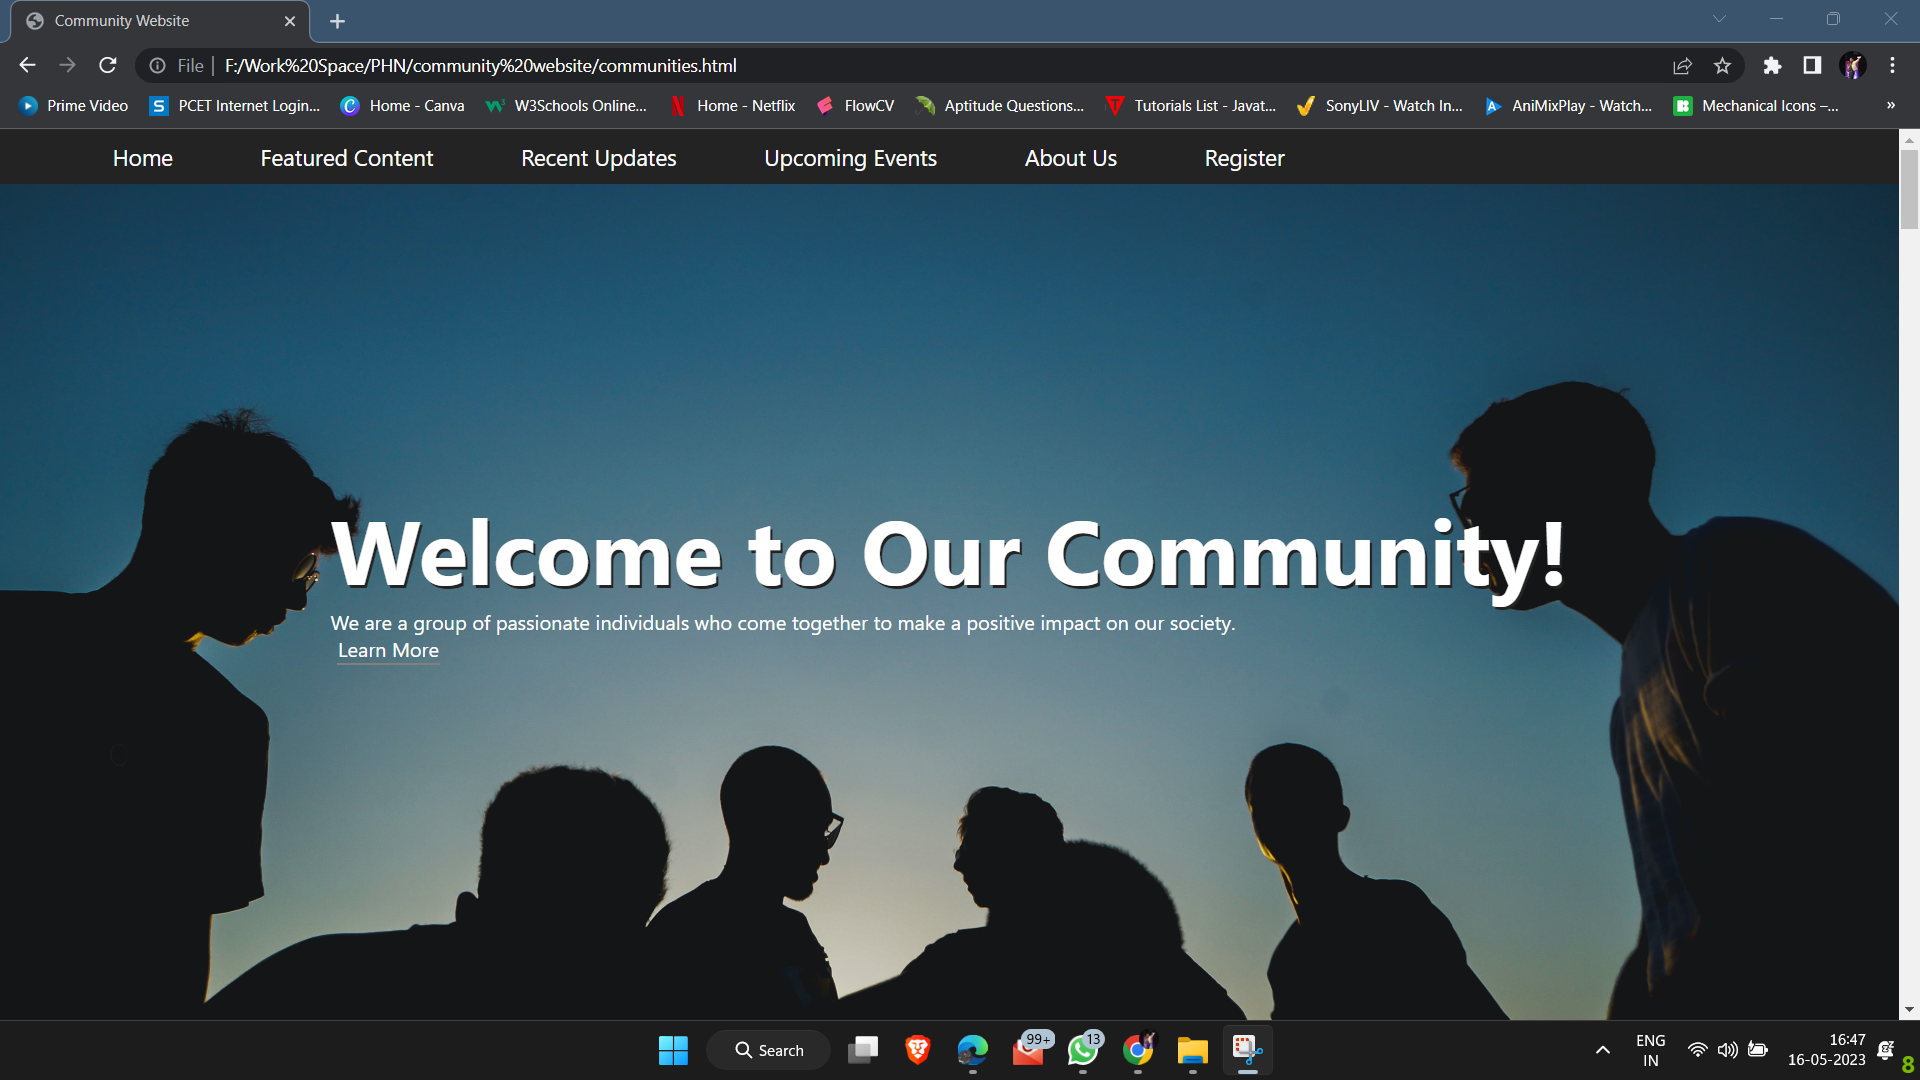 Community Website
File F:/Work%20Space/PHN/community%20website/communities.html
Prime Video PCET Internet Login... Home - Canva W3Schools Online... Home - Netflix FlowCV Aptitude Questions... Tutorials List - Javat... SonyLIV - Watch In... AniMixPlay - Watch... Mechanical Icons –... »
Home Featured Content Recent Updates Upcoming Events About Us Register
Welcome to Our Community!
We are a group of passionate individuals who come together to make a positive impact on our society.
Learn More
Search 99+ 13 ENG 16:47
IN 16-05-2023 8